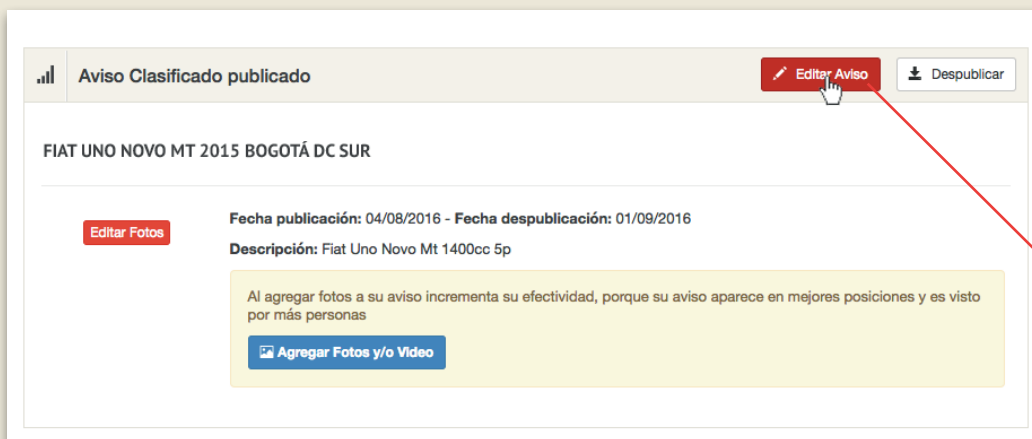 Aviso Clasificado publicado
Editar Aviso
Despublicar
FIAT UNO NOVO MT 2015 BOGOTÁ DC SUR
Editar Fotos
Fecha publicación: 04/08/2016 - Fecha despublicación: 01/09/2016
Descripción: Fiat Uno Novo Mt 1400cc 5p
Al agregar fotos a su aviso incrementa su efectividad, porque su aviso aparece en mejores posiciones y es visto
por más personas
Agregar Fotos y/o Video